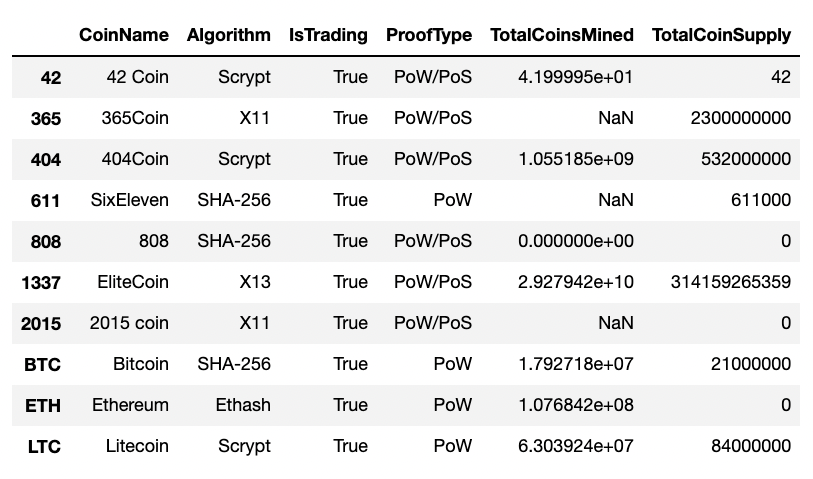 CoinName Algorithm IsTrading ProofType TotalCoinsMined TotalCoinSupply
42 42 Coin Scrypt True PoW/PoS 4.199995e+01 42
365 365Coin X11 True PoW/PoS NaN 2300000000
404 404Coin Scrypt True PoW/PoS 1.055185e+09 532000000
611 SixEleven SHA-256 True PoW NaN 611000
808 808 SHA-256 True PoW/PoS 0.000000e+00 0
1337 EliteCoin X13 True PoW/PoS 2.927942e+10 314159265359
2015 2015 coin X11 True PoW/PoS NaN 0
BTC Bitcoin SHA-256 True PoW 1.792718e+07 21000000
ETH Ethereum Ethash True PoW 1.076842e+08 0
LTC Litecoin Scrypt True PoW 6.303924e+07 84000000